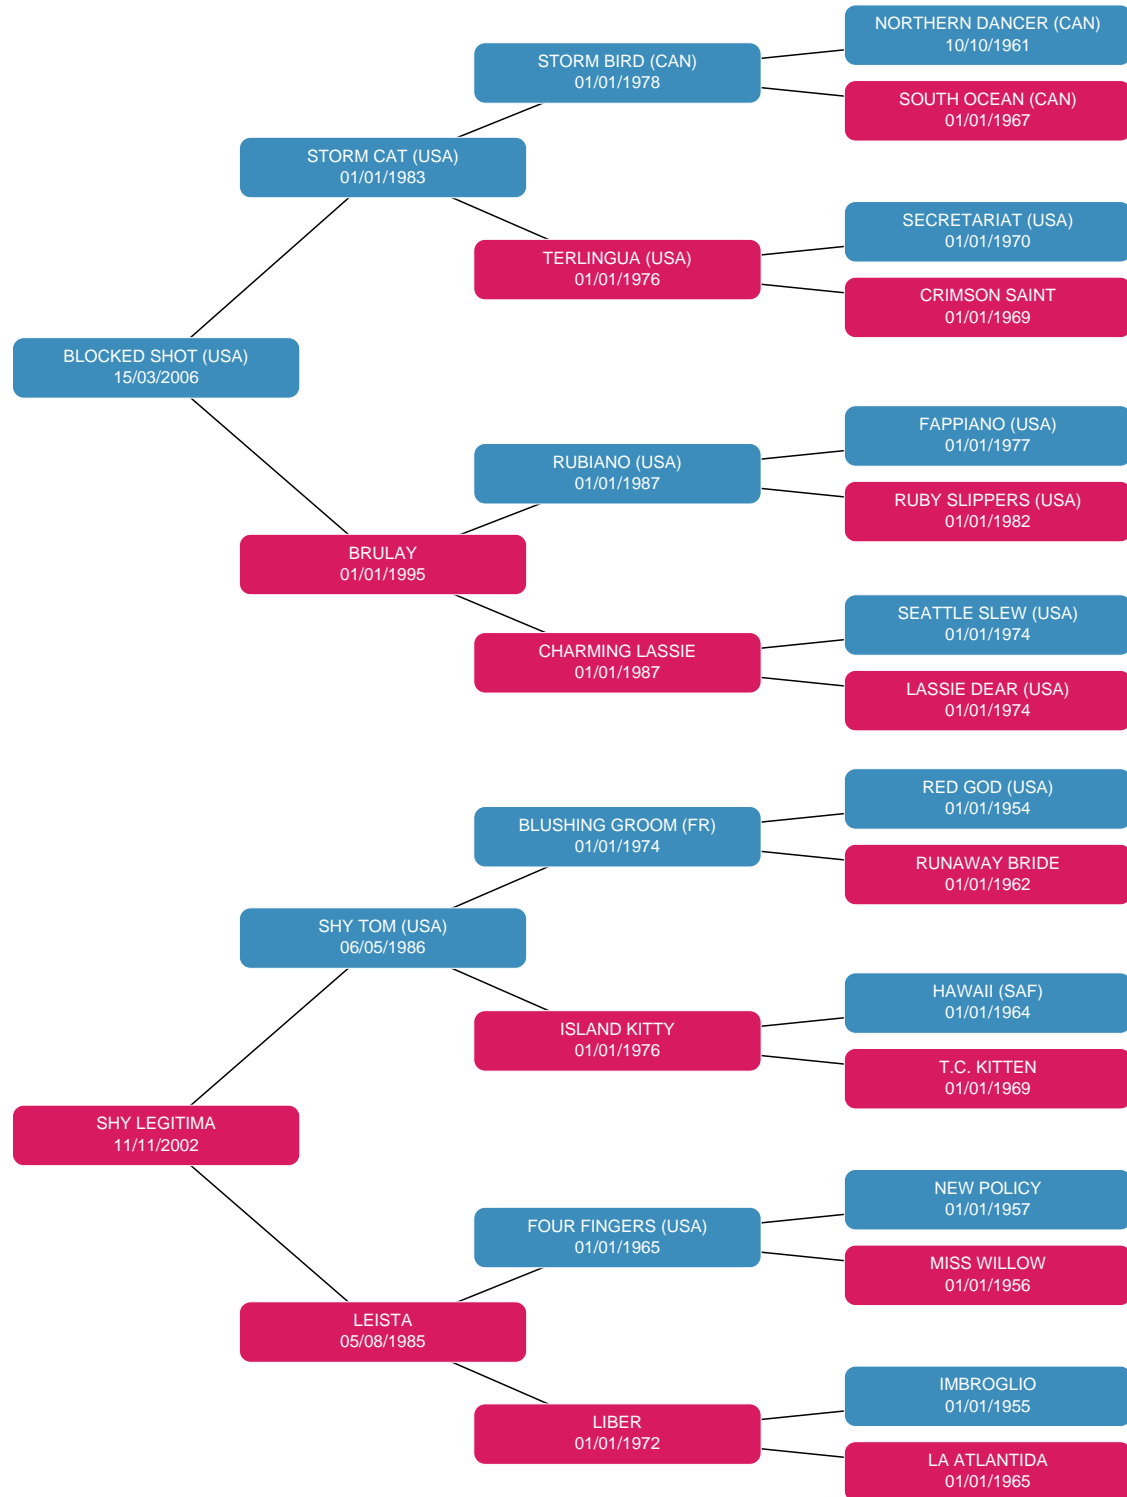 NORTHERN DANCER (CAN)
10/10/1961
STORM BIRD (CAN)
01/01/1978
SOUTH OCEAN (CAN)
01/01/1967
STORM CAT (USA)
01/01/1983
SECRETARIAT (USA)
01/01/1970
TERLINGUA (USA)
01/01/1976
CRIMSON SAINT
01/01/1969
BLOCKED SHOT (USA)
15/03/2006
FAPPIANO (USA)
01/01/1977
RUBIANO (USA)
01/01/1987
RUBY SLIPPERS (USA)
01/01/1982
BRULAY
01/01/1995
SEATTLE SLEW (USA)
01/01/1974
CHARMING LASSIE
01/01/1987
LASSIE DEAR (USA)
01/01/1974
RED GOD (USA)
01/01/1954
BLUSHING GROOM (FR)
01/01/1974
RUNAWAY BRIDE
01/01/1962
SHY TOM (USA)
06/05/1986
HAWAII (SAF)
01/01/1964
ISLAND KITTY
01/01/1976
T.C. KITTEN
01/01/1969
SHY LEGITIMA
11/11/2002
NEW POLICY
01/01/1957
FOUR FINGERS (USA)
01/01/1965
MISS WILLOW
01/01/1956
LEISTA
05/08/1985
IMBROGLIO
01/01/1955
LIBER
01/01/1972
LA ATLANTIDA
01/01/1965